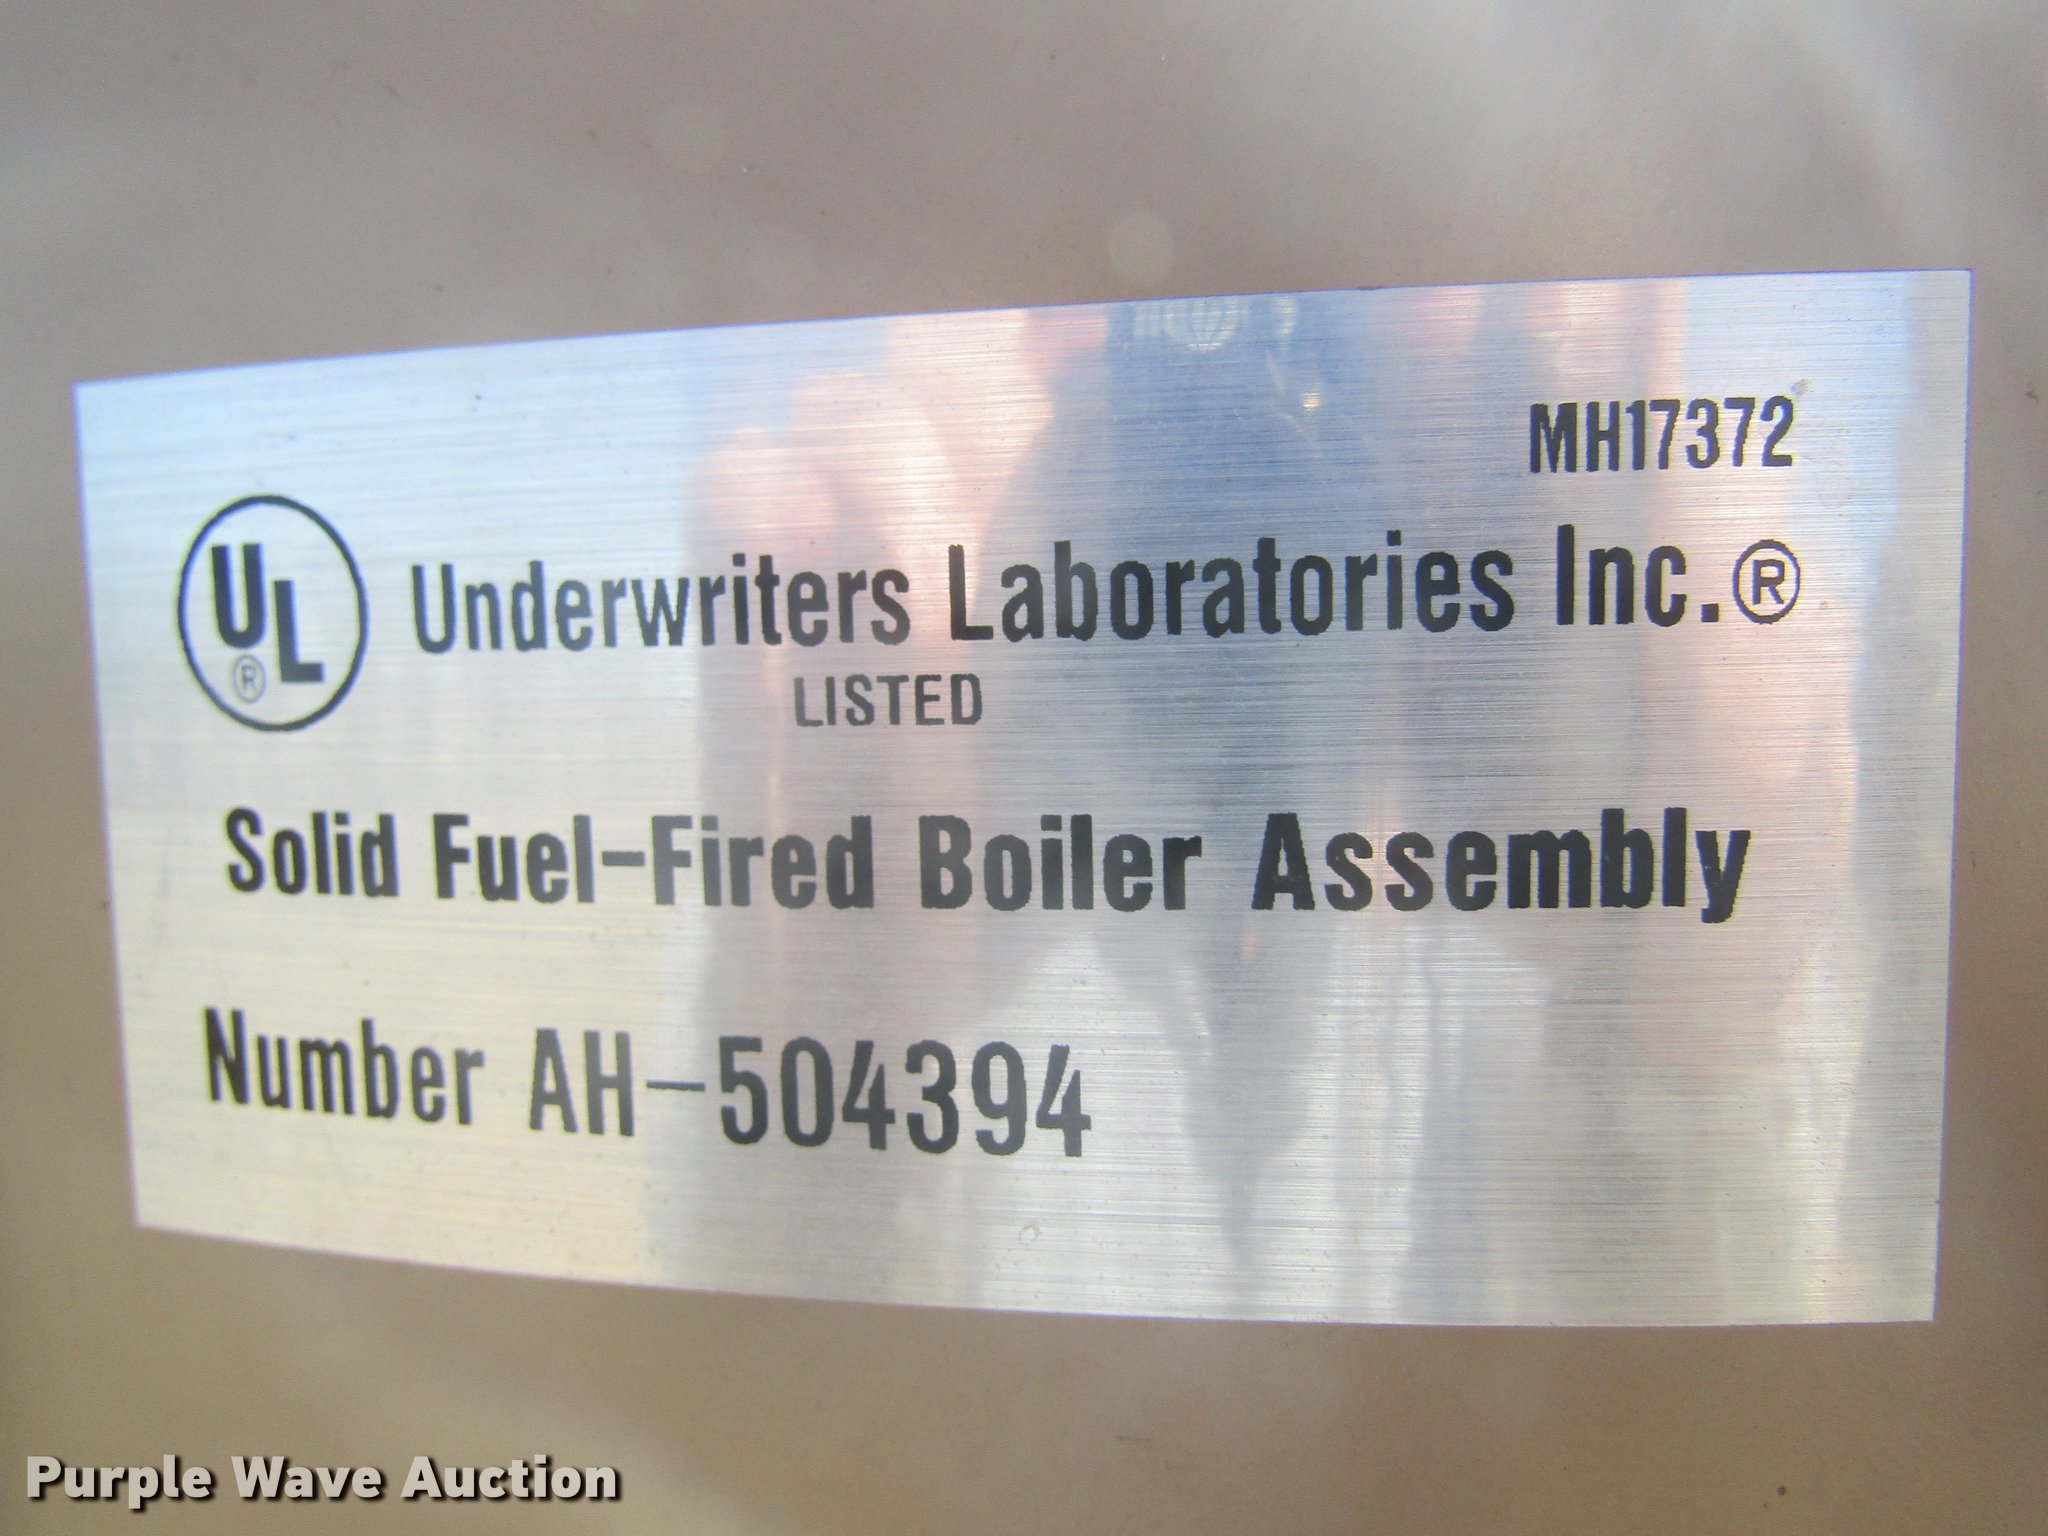 MH17372
UL® Underwriters Laboratories Inc.®
LISTED
Solid Fuel-Fired Boiler Assembly
Number AH-504394
Purple Wave Auction